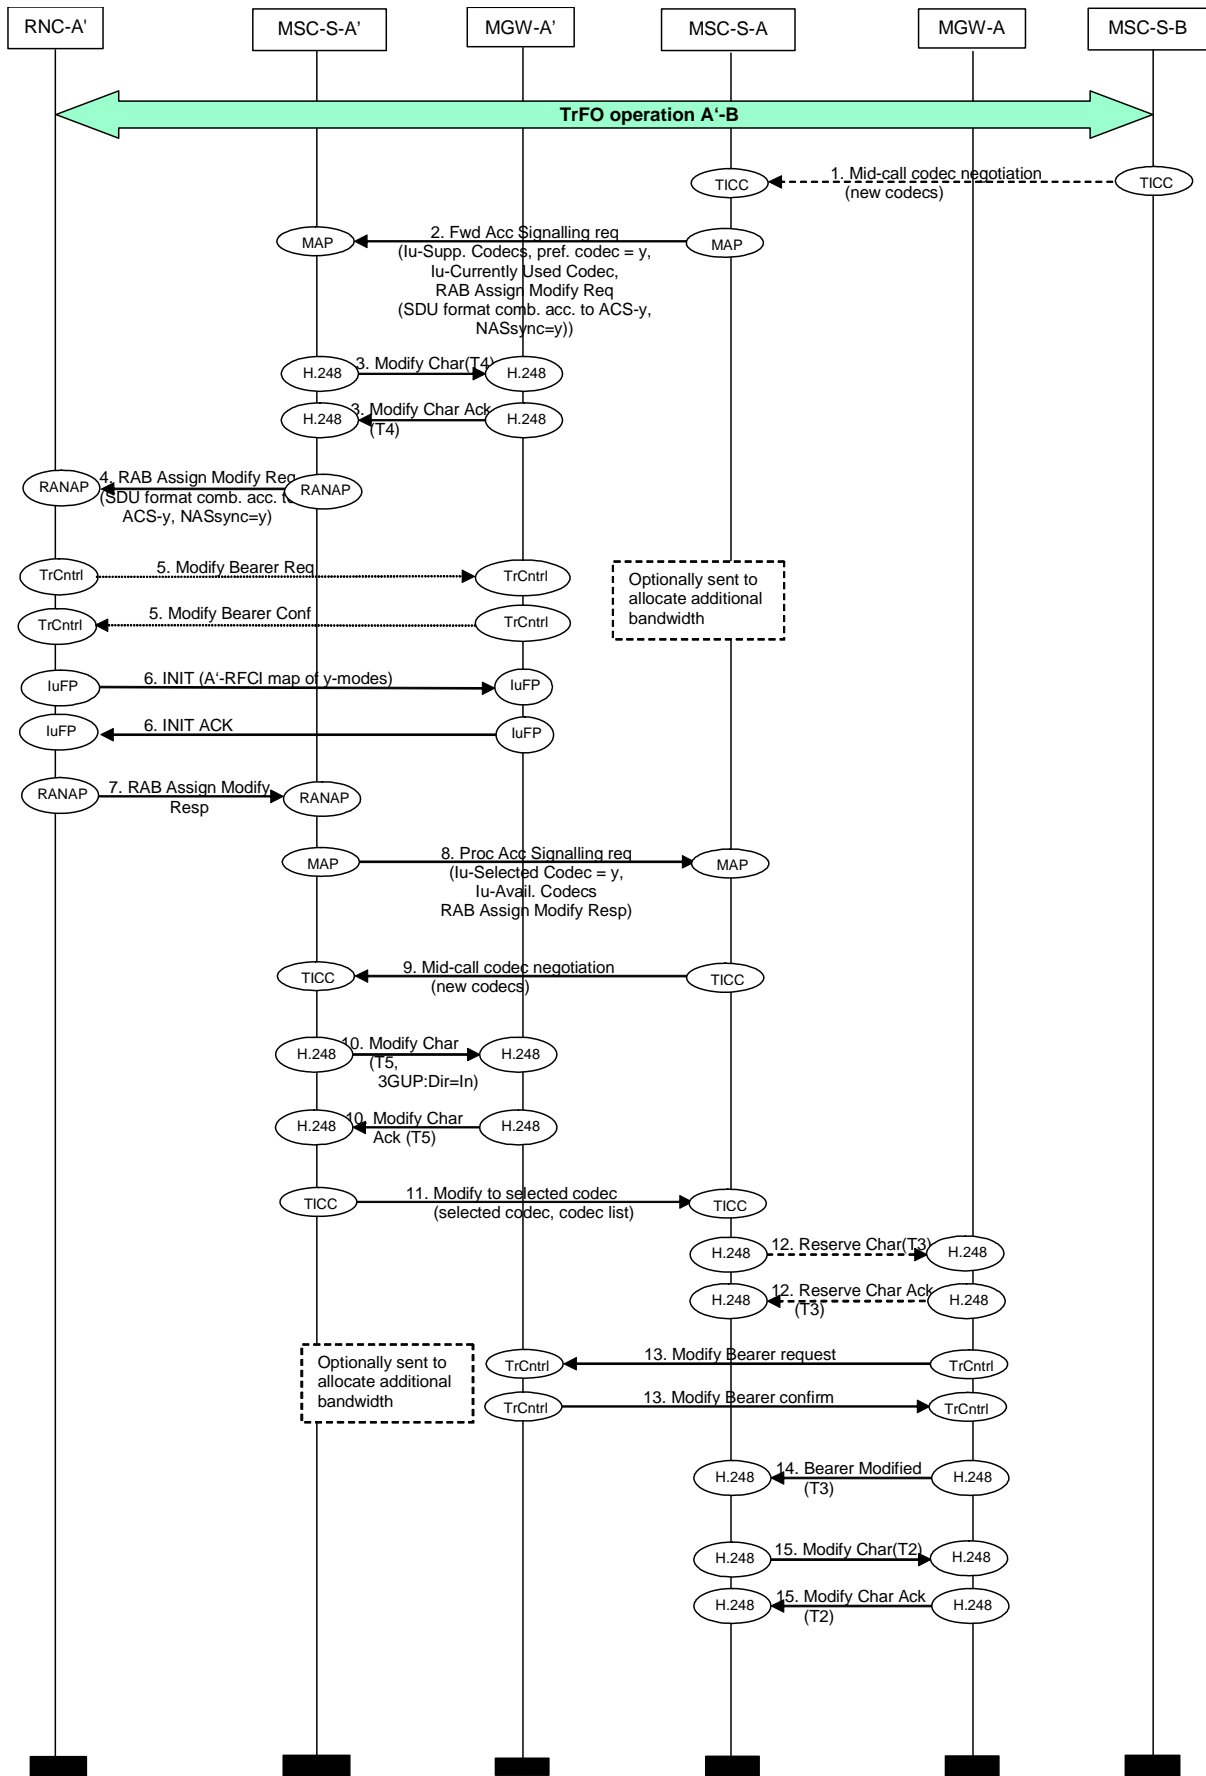 RNC-A'
MSC-S-A'
MGW-A'
MSC-S-A
MGW-A
MSC-S-B
TrFO operation A'-B
TICC
1. Mid-call codec negotiation
(new codecs)
TICC
MAP
2. Fwd Acc Signalling req
(Iu-Supp. Codecs, pref. codec = y,
Iu-Currently Used Codec,
RAB Assign Modify Req
(SDU format comb. acc. to ACS-y,
NASsync=y))
MAP
H.248
3. Modify Char(T4)
H.248
H.248
3. Modify Char Ack
(T4)
H.248
RANAP
4. RAB Assign Modify Req
(SDU format comb. acc. to
ACS-y, NASsync=y)
RANAP
TrCntrl
5. Modify Bearer Req
TrCntrl
Optionally sent to
allocate additional
bandwidth
TrCntrl
5. Modify Bearer Conf
TrCntrl
IuFP
6. INIT (A'-RFCI map of y-modes)
IuFP
IuFP
6. INIT ACK
IuFP
RANAP
7. RAB Assign Modify
Resp
RANAP
MAP
8. Proc Acc Signalling req
(Iu-Selected Codec = y,
Iu-Avail. Codecs
RAB Assign Modify Resp)
MAP
TICC
9. Mid-call codec negotiation
(new codecs)
TICC
H.248
10. Modify Char
(T5,
3GUP:Dir=In)
H.248
H.248
10. Modify Char
Ack (T5)
H.248
TICC
11. Modify to selected codec
(selected codec, codec list)
TICC
H.248
12. Reserve Char(T3)
H.248
H.248
12. Reserve Char Ack
(T3)
H.248
Optionally sent to
allocate additional
bandwidth
TrCntrl
13. Modify Bearer request
TrCntrl
TrCntrl
13. Modify Bearer confirm
TrCntrl
H.248
14. Bearer Modified
(T3)
H.248
H.248
15. Modify Char(T2)
H.248
H.248
15. Modify Char Ack
(T2)
H.248